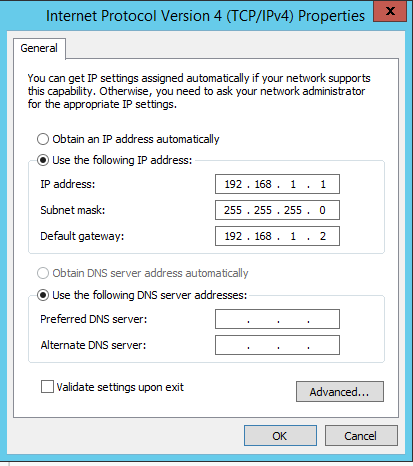 Internet Protocol Version 4 (TCP/IPv4) Properties
x
General
You can get IP settings assigned automatically if your network supports
this capability. Otherwise, you need to ask your network administrator
for the appropriate IP settings.
Obtain an IP address automatically
Use the following IP address:
IP address: 192 . 168 . 1 . 1
Subnet mask: 255 . 255 . 255 . 0
Default gateway: 192 . 168 . 1 . 2
Obtain DNS server address automatically
Use the following DNS server addresses:
Preferred DNS server: . . .
Alternate DNS server: . . .
Validate settings upon exit
Advanced...
OK Cancel